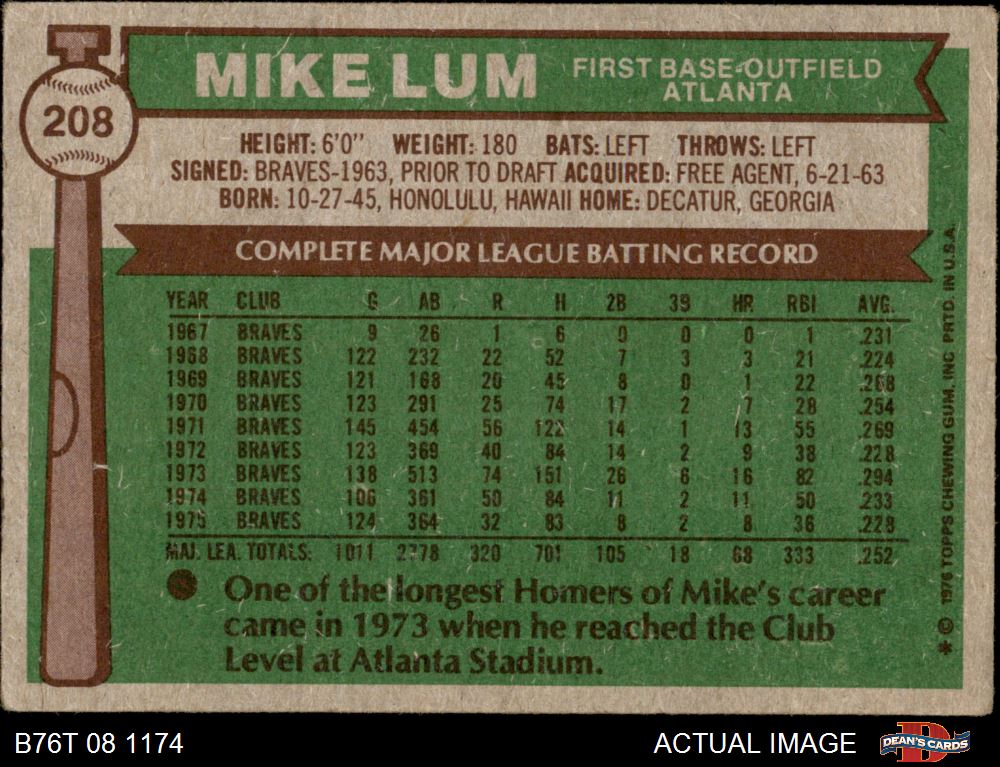 208
MIKE LUM FIRST BASE-OUTFIELD
ATLANTA
HEIGHT: 6'0" WEIGHT: 180 BATS: LEFT THROWS: LEFT
SIGNED: BRAVES-1963, PRIOR TO DRAFT ACQUIRED: FREE AGENT, 6-21-63
BORN: 10-27-45, HONOLULU, HAWAII HOME: DECATUR, GEORGIA
COMPLETE MAJOR LEAGUE BATTING RECORD
YEAR CLUB G AB R H 2B 3B HR RBI AVG.
1967 BRAVES 9 26 1 6 0 0 0 1 .231
1968 BRAVES 122 232 22 52 7 3 3 21 .224
1969 BRAVES 121 168 20 45 8 0 1 22 .268
1970 BRAVES 123 291 25 74 17 2 7 28 .254
1971 BRAVES 145 454 56 122 14 1 13 55 .269
1972 BRAVES 123 369 40 84 14 2 9 38 .228
1973 BRAVES 138 513 74 151 26 6 16 82 .294
1974 BRAVES 106 361 50 84 11 2 11 50 .233
1975 BRAVES 124 364 32 83 8 2 8 36 .228
MAJ. LEA. TOTALS: 1011 2778 320 701 105 18 68 333 .252
One of the longest Homers of Mike's career
came in 1973 when he reached the Club
Level at Atlanta Stadium.
* © 1976 TOPPS CHEWING GUM, INC PRTD. IN U.S.A.
B76T 08 1174 ACTUAL IMAGE
D
DEAN'S CARDS